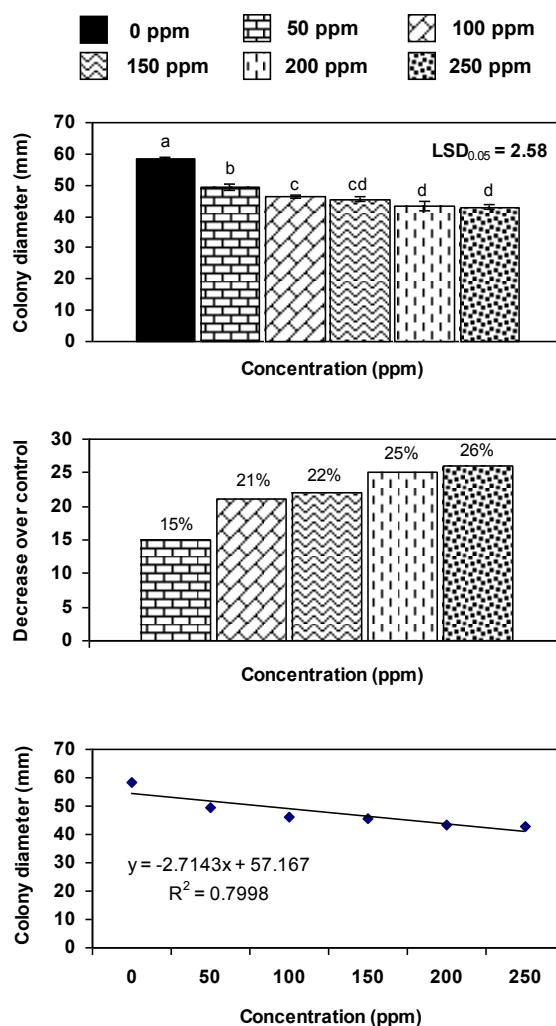 0 ppm 50 ppm 100 ppm
150 ppm 200 ppm 250 ppm
Colony diameter (mm)
70
60
50
40
30
20
10
0
a
b
c
cd
d
d
LSD0.05 = 2.58
Concentration (ppm)
Decrease over control
30
25
20
15
10
5
0
15%
21%
22%
25%
26%
Concentration (ppm)
Colony diameter (mm)
70
60
50
40
30
20
10
0
y = -2.7143x + 57.167
R2 = 0.7998
0 50 100 150 200 250
Concentration (ppm)